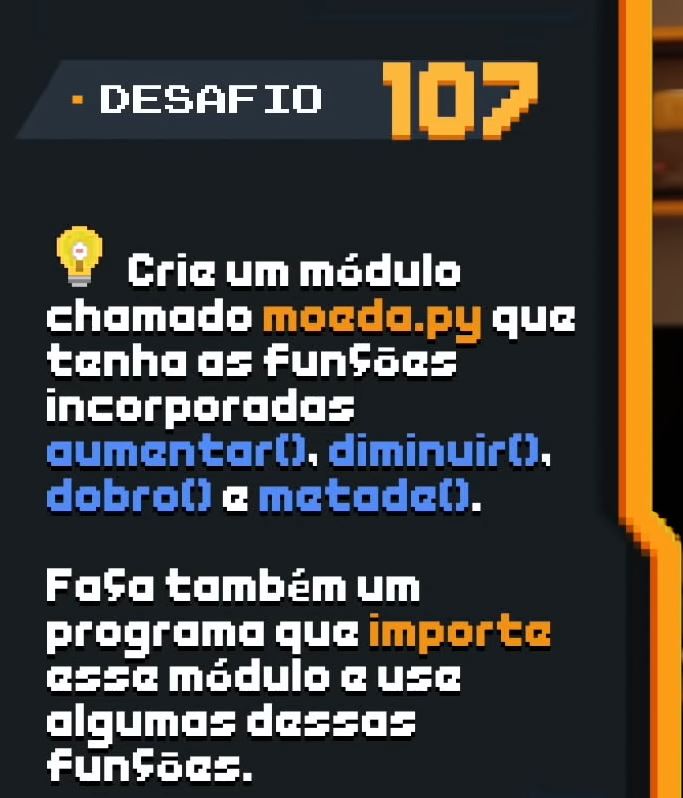 DESAFIO 107
Crie um módulo
chamado moeda.py que
tenha as funções
incorporadas
aumentar(), diminuir(),
dobro() e metade().
Faça também um
programa que importe
esse módulo e use
algumas dessas
funções.